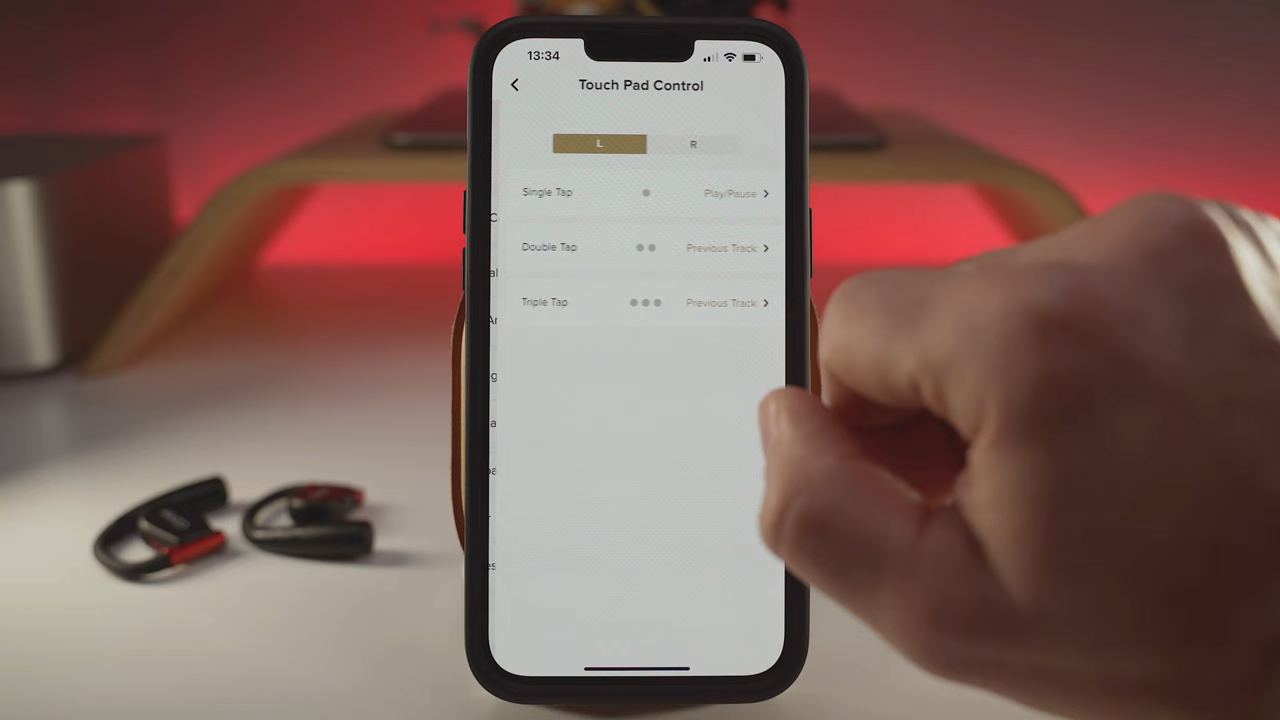 13:34
Touch Pad Control
L R
Single Tap Play/Pause
Double Tap Previous Track
Triple Tap Previous Track